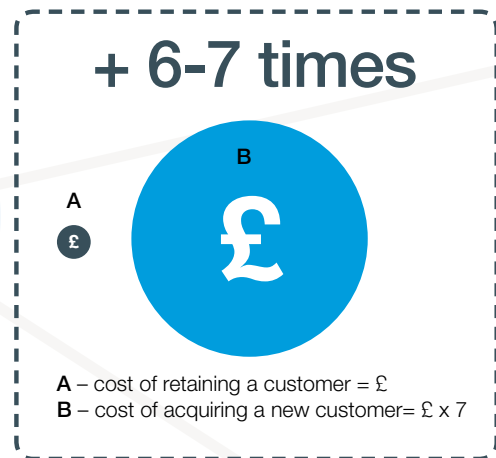 + 6-7 times
B
£
A
£
A – cost of retaining a customer = £
B – cost of acquiring a new customer= £ x 7